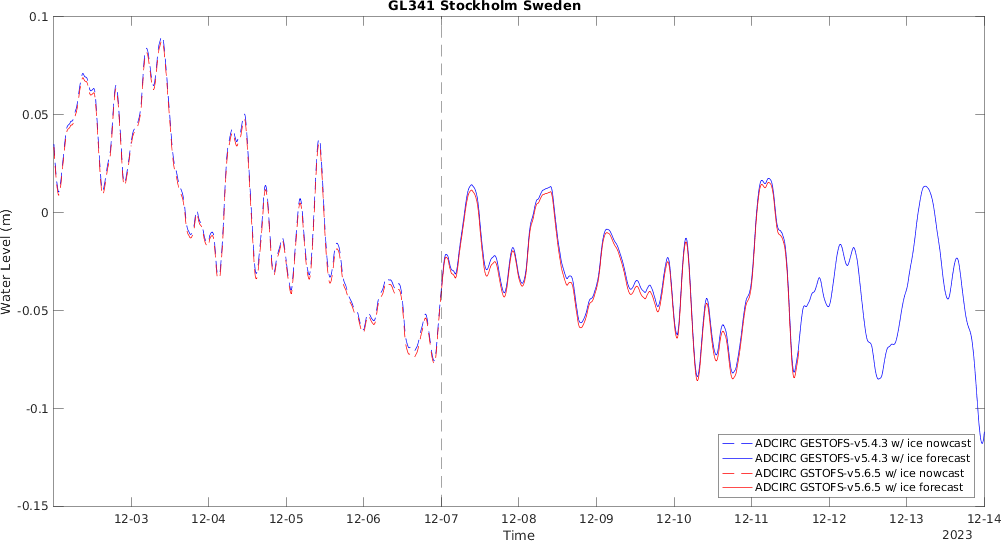 GL341 Stockholm Sweden
0.1
0.05
0
-0.05
-0.1
-0.15
Water Level (m)
ADCIRC GESTOFS-v5.4.3 w/ ice nowcast
ADCIRC GESTOFS-v5.4.3 w/ ice forecast
ADCIRC GSTOFS-v5.6.5 w/ ice nowcast
ADCIRC GSTOFS-v5.6.5 w/ ice forecast
12-03 12-04 12-05 12-06 12-07 12-08 12-09 12-10 12-11 12-12 12-13 12-14
Time
2023